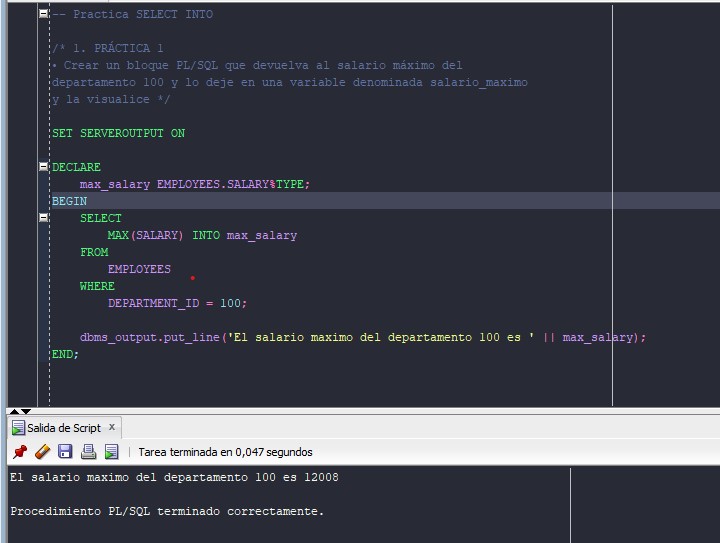 -- Practica SELECT INTO
/* 1. PRÁCTICA 1
• Crear un bloque PL/SQL que devuelva al salario máximo del
departamento 100 y lo deje en una variable denominada salario_maximo
y la visualice */
SET SERVEROUTPUT ON
DECLARE
max_salary EMPLOYEES.SALARY%TYPE;
BEGIN
SELECT
MAX(SALARY) INTO max_salary
FROM
EMPLOYEES
WHERE
DEPARTMENT_ID = 100;
dbms_output.put_line('El salario maximo del departamento 100 es ' || max_salary);
END;
Salida de Script x
Tarea terminada en 0,047 segundos
El salario maximo del departamento 100 es 12008
Procedimiento PL/SQL terminado correctamente.